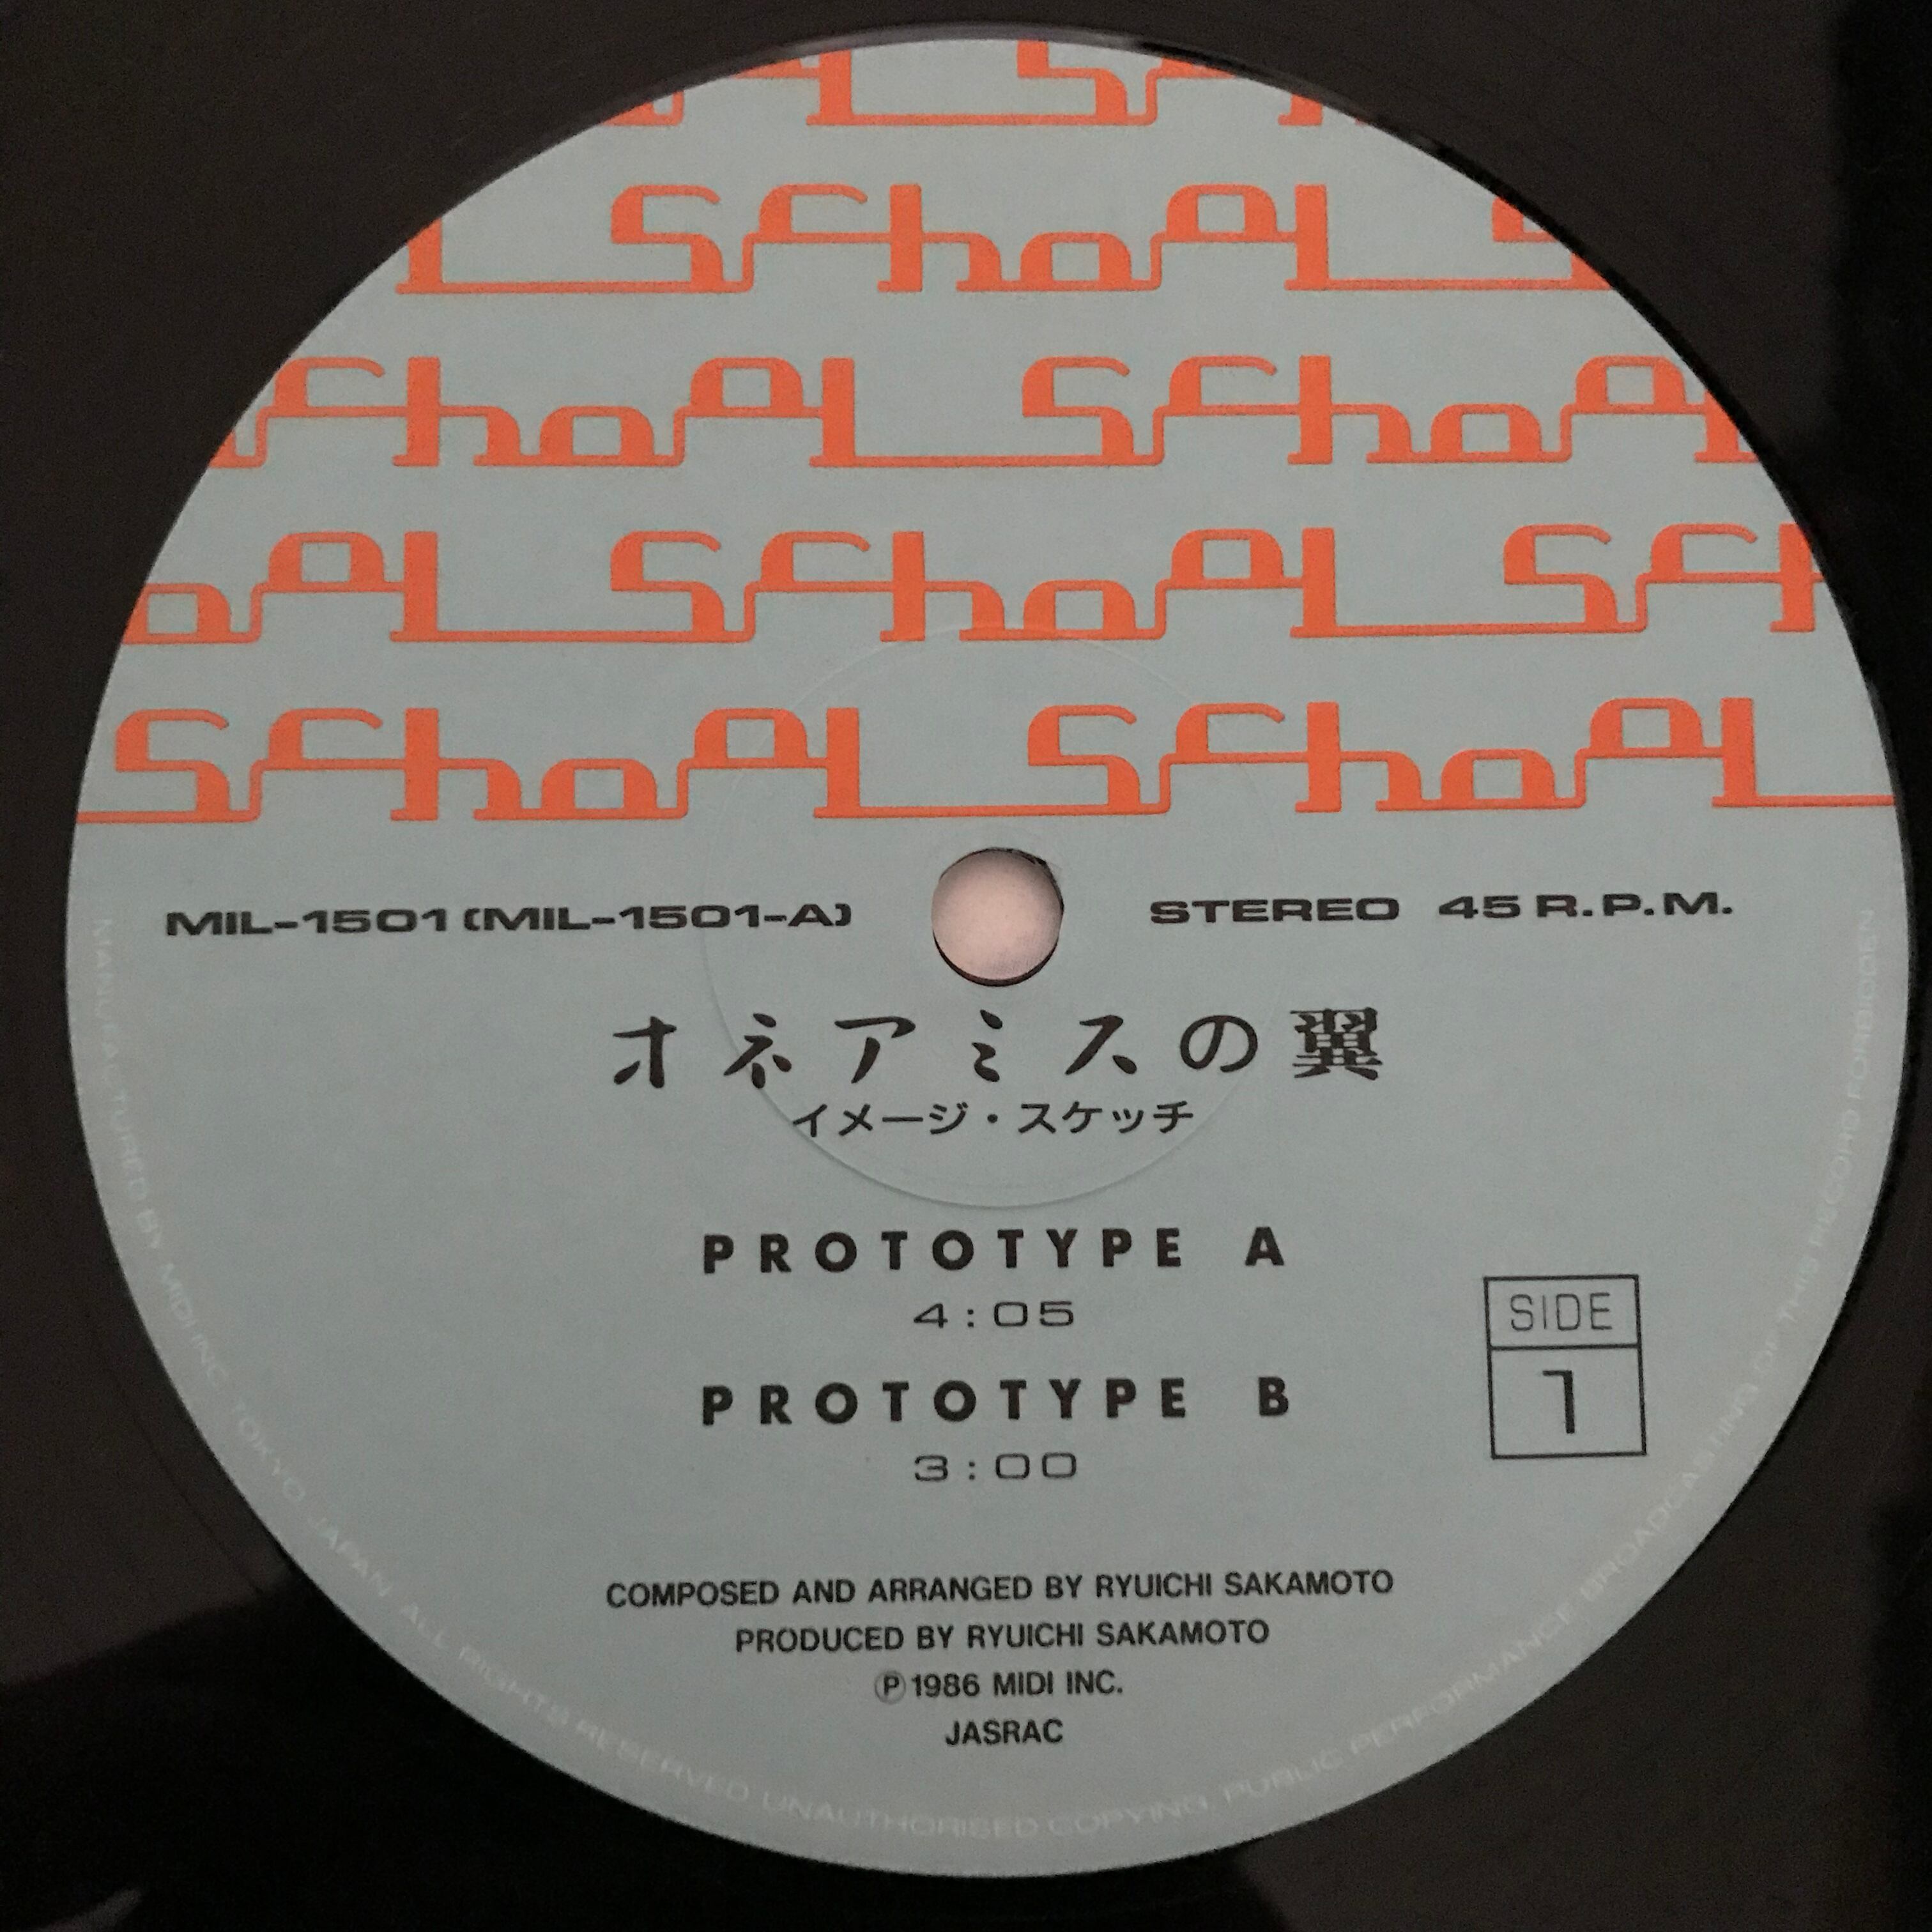 School
School School
School School
School School
MIL-1501 (MIL-1501-A)
STEREO 45 R.P.M.
オネアミスの翼
イメージ・スケッチ
PROTOTYPE A
4:05
PROTOTYPE B
3:00
SIDE
1
COMPOSED AND ARRANGED BY RYUICHI SAKAMOTO
PRODUCED BY RYUICHI SAKAMOTO
Ⓟ1986 MIDI INC.
JASRAC
MANUFACTURED BY MIDI INC. TOKYO JAPAN. ALL RIGHTS RESERVED UNAUTHORISED COPYING PUBLIC PERFORMANCE BROADCASTING OF THIS RECORD FORBIDDEN